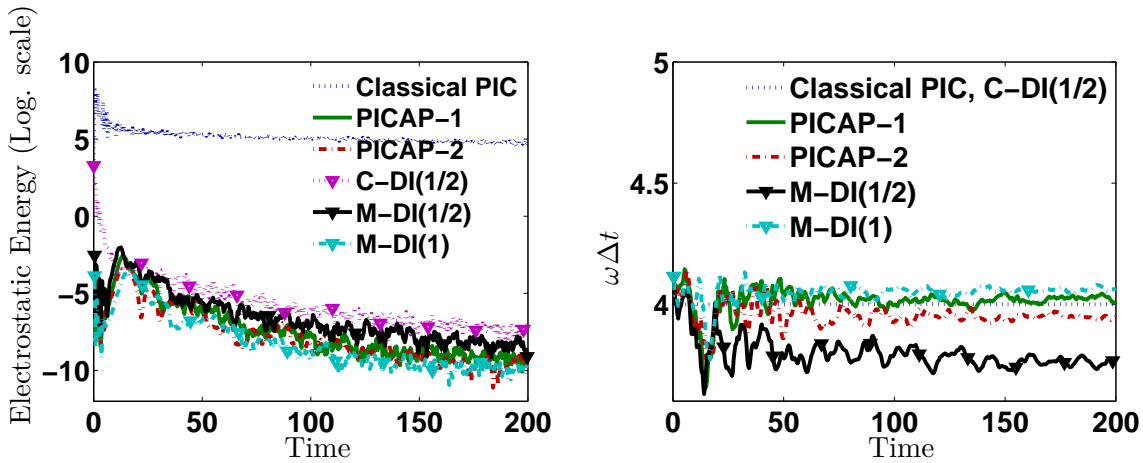 Electrostatic Energy (Log. scale)
10
5
0
−5
−10
0
50
100
150
200
Time
Classical PIC
PICAP−1
PICAP−2
C−DI(1/2)
M−DI(1/2)
M−DI(1)
ωΔt
5
4.5
4
0
50
100
150
200
Time
Classical PIC, C−DI(1/2)
PICAP−1
PICAP−2
M−DI(1/2)
M−DI(1)